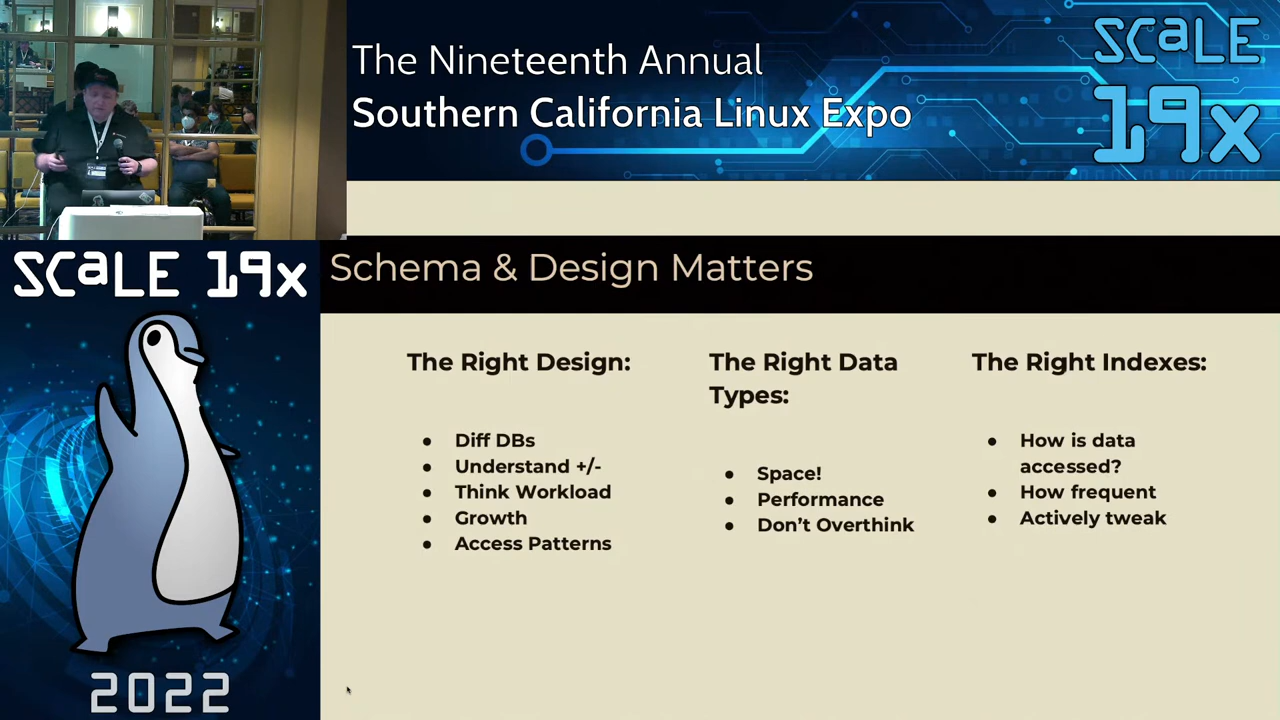 The Nineteenth Annual
Southern California Linux Expo
SCaLE
19x
SCaLE 19x
2022
Schema & Design Matters
The Right Design:
● Diff DBs
● Understand +/-
● Think Workload
● Growth
● Access Patterns
The Right Data
Types:
● Space!
● Performance
● Don’t Overthink
The Right Indexes:
● How is data
accessed?
● How frequent
● Actively tweak